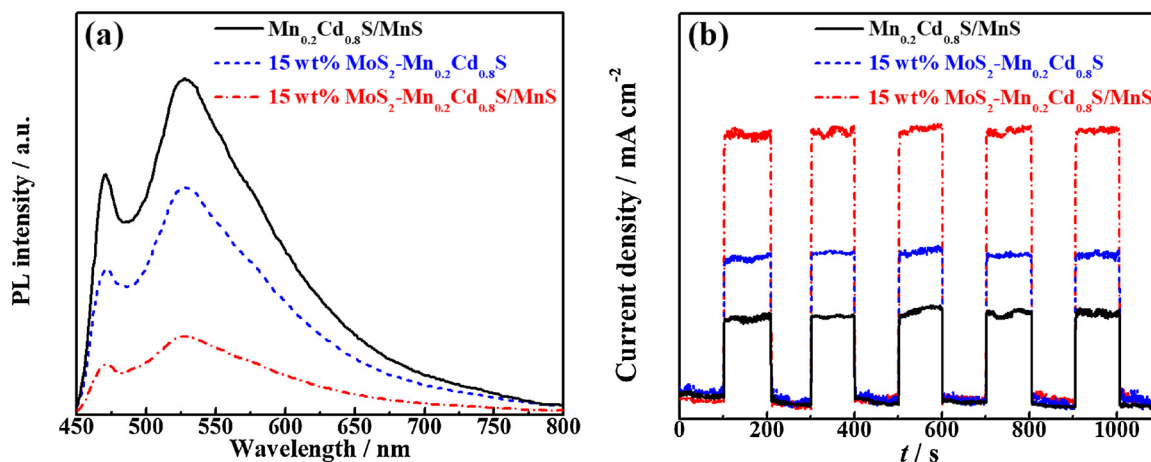 (a)
Mn0.2Cd0.8S/MnS
15 wt% MoS2-Mn0.2Cd0.8S
15 wt% MoS2-Mn0.2Cd0.8S/MnS
PL intensity / a.u.
450 500 550 600 650 700 750 800
Wavelength / nm
(b)
Mn0.2Cd0.8S/MnS
15 wt% MoS2-Mn0.2Cd0.8S
15 wt% MoS2-Mn0.2Cd0.8S/MnS
Current density / mA cm-2
0 200 400 600 800 1000
t / s